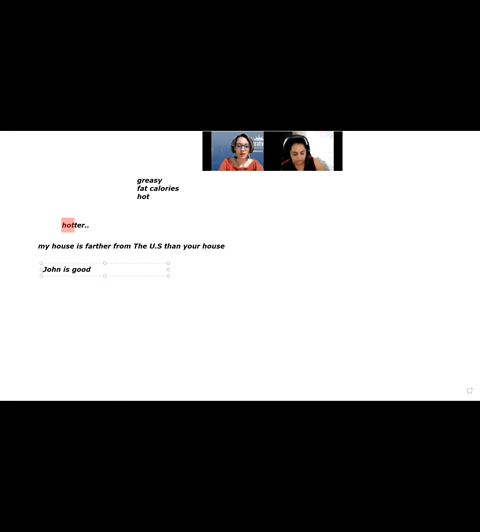 greasy
fat calories
hot
hotter..
my house is farther from The U.S than your house
John is good